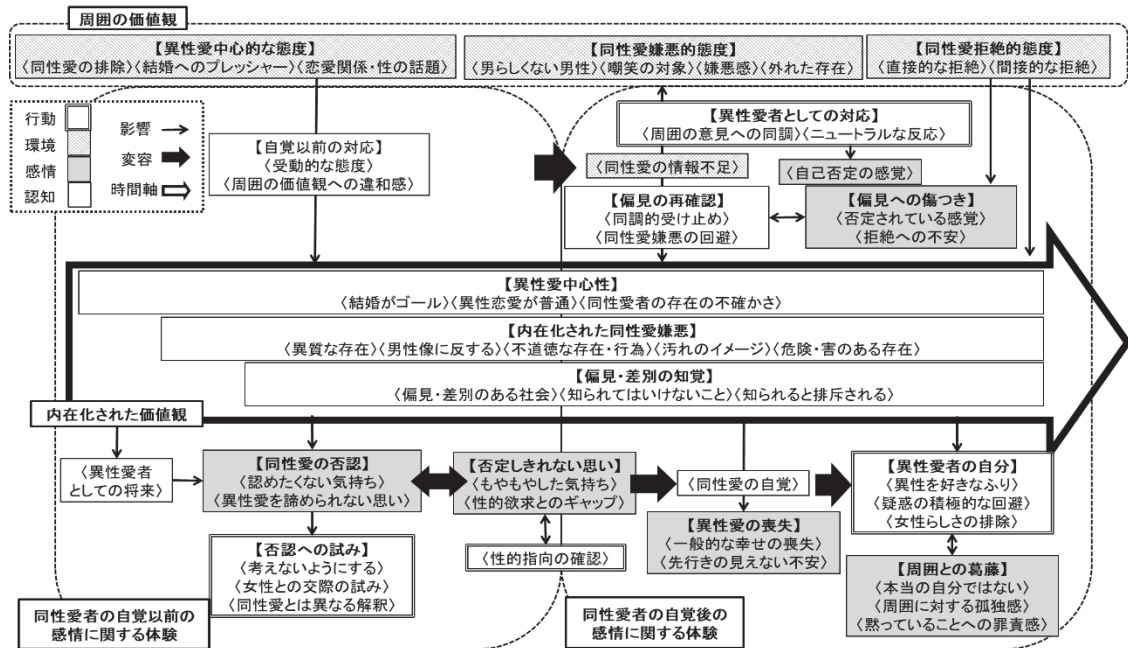 周囲の価値観
【異性愛中心的な態度】
〈同性愛の排除〉〈結婚へのプレッシャー〉〈恋愛関係・性の話題〉
【同性愛嫌悪的態度】
〈男らしくない男性〉〈嘲笑の対象〉〈嫌悪感〉〈外れた存在〉
【同性愛拒絶的態度】
〈直接的な拒絶〉〈間接的な拒絶〉
行動
環境
感情
認知
影響
変容
時間軸
【自覚以前の対応】
〈受動的な態度〉
〈周囲の価値観への違和感〉
【異性愛者としての対応】
〈周囲の意見への同調〉〈ニュートラルな反応〉
〈同性愛の情報不足〉
〈自己否定の感覚〉
【偏見の再確認】
〈同調的受け止め〉
〈同性愛嫌悪の回避〉
【偏見への傷つき】
〈否定されている感覚〉
〈拒絶への不安〉
【異性愛中心性】
〈結婚がゴール〉〈異性恋愛が普通〉〈同性愛者の存在の不確かさ〉
【内在化された同性愛嫌悪】
〈異質な存在〉〈男性像に反する〉〈不道徳な存在・行為〉〈汚れのイメージ〉〈危険・害のある存在〉
【偏見・差別の知覚】
〈偏見・差別のある社会〉〈知られてはいけないこと〉〈知られると排斥される〉
内在化された価値観
〈異性愛者
としての将来〉
【同性愛の否認】
〈認めたくない気持ち〉
〈異性愛を諦められない思い〉
【否定しきれない思い】
〈もやもやした気持ち〉
〈性的欲求とのギャップ〉
〈同性愛の自覚〉
【異性愛者の自分】
〈異性を好きなふり〉
〈疑惑の積極的な回避〉
〈女性らしさの排除〉
【否認への試み】
〈考えないようにする〉
〈女性との交際の試み〉
〈同性愛とは異なる解釈〉
〈性的指向の確認〉
【異性愛の喪失】
〈一般的な幸せの喪失〉
〈先行きの見えない不安〉
【周囲との葛藤】
〈本当の自分ではない〉
〈周囲に対する孤独感〉
〈黙っていることへの罪責感〉
同性愛者の自覚以前の
感情に関する体験
同性愛者の自覚後の
感情に関する体験